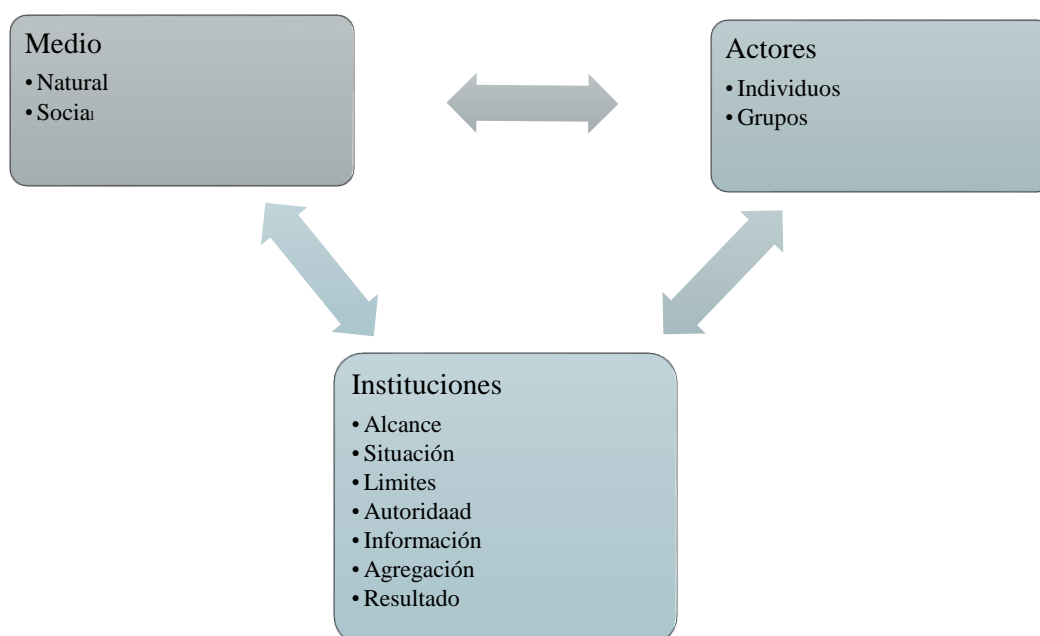 Medio
• Natural
• Social
Actores
• Individuos
• Grupos
Instituciones
• Alcance
• Situación
• Limites
• Autoridaad
• Información
• Agregación
• Resultado